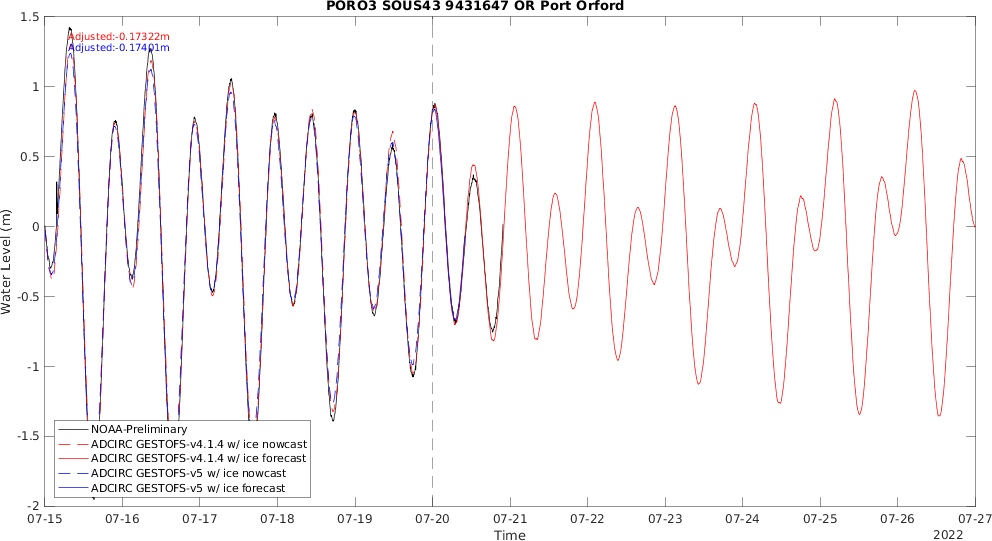 PORO3 SOUS43 9431647 OR Port Orford
Adjusted:-0.17322m
Adjusted:-0.17401m
1.5
1
0.5
0
-0.5
-1
-1.5
-2
Water Level (m)
NOAA-Preliminary
ADCIRC GESTOFS-v4.1.4 w/ ice nowcast
ADCIRC GESTOFS-v4.1.4 w/ ice forecast
ADCIRC GESTOFS-v5 w/ ice nowcast
ADCIRC GESTOFS-v5 w/ ice forecast
07-15 07-16 07-17 07-18 07-19 07-20 07-21 07-22 07-23 07-24 07-25 07-26 07-27
Time
2022